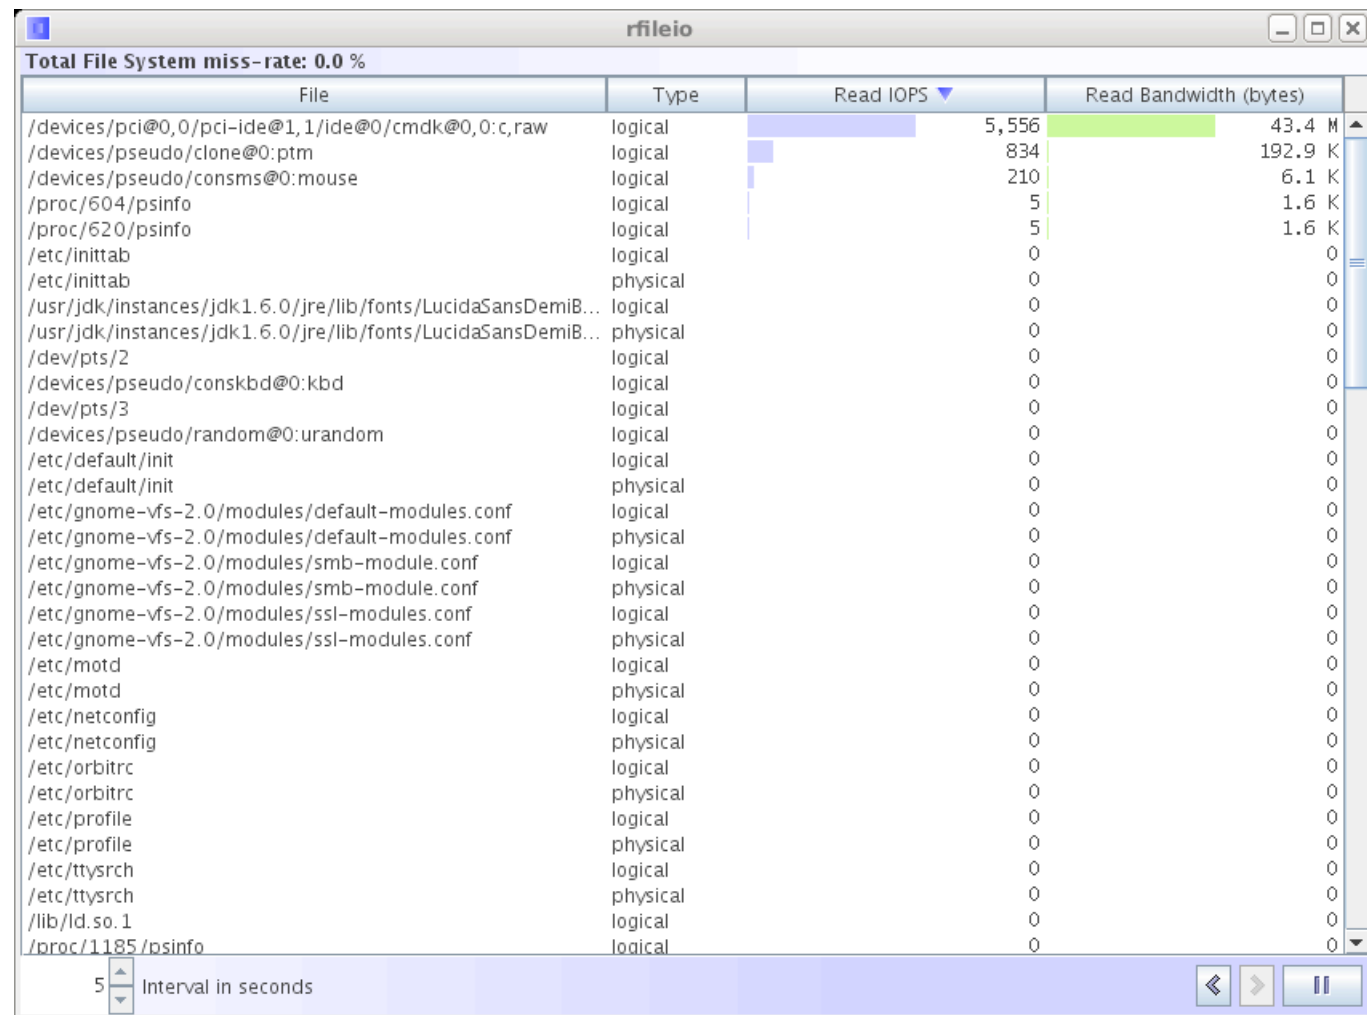 rfileio
Total File System miss-rate: 0.0 %
File Type Read IOPS Read Bandwidth (bytes)
/devices/pci@0,0/pci-ide@1,1/ide@0/cmdk@0,0:c,raw logical 5,556 43.4 M
/devices/pseudo/clone@0:ptm logical 834 192.9 K
/devices/pseudo/consms@0:mouse logical 210 6.1 K
/proc/604/psinfo logical 5 1.6 K
/proc/620/psinfo logical 5 1.6 K
/etc/inittab logical 0 0
/etc/inittab physical 0 0
/usr/jdk/instances/jdk1.6.0/jre/lib/fonts/LucidaSansDemiB... logical 0 0
/usr/jdk/instances/jdk1.6.0/jre/lib/fonts/LucidaSansDemiB... physical 0 0
/dev/pts/2 logical 0 0
/devices/pseudo/conskbd@0:kbd logical 0 0
/dev/pts/3 logical 0 0
/devices/pseudo/random@0:urandom logical 0 0
/etc/default/init logical 0 0
/etc/default/init physical 0 0
/etc/gnome-vfs-2.0/modules/default-modules.conf logical 0 0
/etc/gnome-vfs-2.0/modules/default-modules.conf physical 0 0
/etc/gnome-vfs-2.0/modules/smb-module.conf logical 0 0
/etc/gnome-vfs-2.0/modules/smb-module.conf physical 0 0
/etc/gnome-vfs-2.0/modules/ssl-modules.conf logical 0 0
/etc/gnome-vfs-2.0/modules/ssl-modules.conf physical 0 0
/etc/motd logical 0 0
/etc/motd physical 0 0
/etc/netconfig logical 0 0
/etc/netconfig physical 0 0
/etc/orbitrc logical 0 0
/etc/orbitrc physical 0 0
/etc/profile logical 0 0
/etc/profile physical 0 0
/etc/ttysrch logical 0 0
/etc/ttysrch physical 0 0
/lib/ld.so.1 logical 0 0
/proc/1185/psinfo logical 0 0
5 Interval in seconds